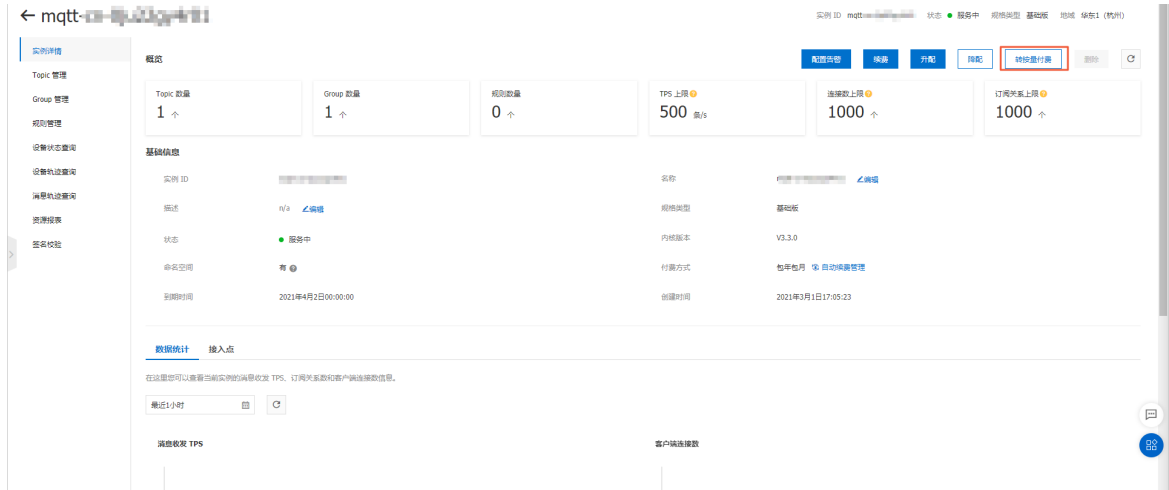 mqtt-
实例 ID mqtt 状态 服务中 规格类型 基础版 地域 华东1 (杭州)
实例详情
Topic 管理
Group 管理
规则管理
设备状态查询
设备轨迹查询
消息轨迹查询
资源报表
签名校验
概览
配置告警 续费 升配 降配 转按量付费 删除
Topic 数量
1 个
Group 数量
1 个
规则数量
0 个
TPS 上限
500 条/s
连接数上限
1000 个
订阅关系上限
1000 个
基础信息
实例 ID
名称 编辑
描述 n/a 编辑
规格类型 基础版
状态 服务中
内核版本 V3.3.0
命名空间 有
付费方式 包年包月 自动续费管理
到期时间 2021年4月2日00:00:00
创建时间 2021年3月1日17:05:23
数据统计 接入点
在这里您可以查看当前实例的消息收发 TPS、订阅关系数和客户端连接数信息。
最近1小时
消息收发 TPS
客户端连接数